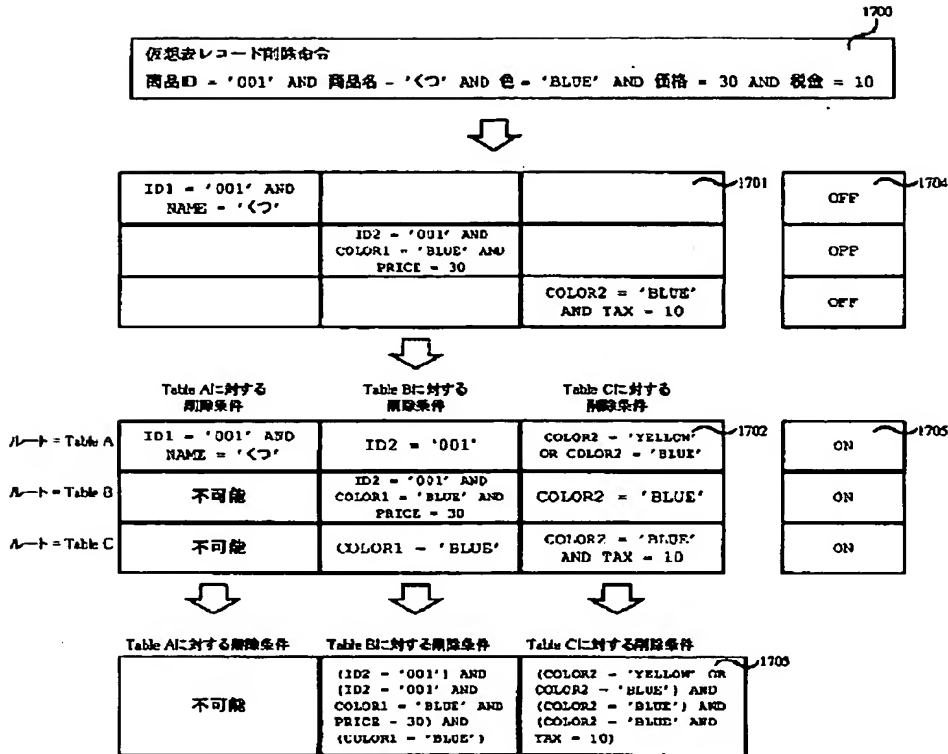 1700
仮想表レコード削除命令
商品ID = '001' AND 商品名 = 'くつ' AND 色 = 'BLUE' AND 価格 = 30 AND 税金 = 10
1701
1704
ID1 = '001' AND
NAME = 'くつ'
OFF
ID2 = '001' AND
COLOR1 = 'BLUE' AND
PRICE = 30
OFF
COLOR2 = 'BLUE'
AND TAX = 10
OFF
Table Aに対する
削除条件
Table Bに対する
削除条件
Table Cに対する
削除条件
1702
1705
ルート = Table A
ID1 = '001' AND
NAME = 'くつ'
ID2 = '001'
COLOR2 = 'YELLOW'
OR COLOR2 = 'BLUE'
ON
ルート = Table B
不可能
ID2 = '001' AND
COLOR1 = 'BLUE' AND
PRICE = 30
COLOR2 = 'BLUE'
ON
ルート = Table C
不可能
COLOR1 = 'BLUE'
COLOR2 = 'BLUE'
AND TAX = 10
ON
Table Aに対する削除条件
Table Bに対する削除条件
Table Cに対する削除条件
1703
不可能
(ID2 = '001') AND
(ID2 = '001' AND
COLOR1 = 'BLUE' AND
PRICE = 30) AND
(COLOR1 = 'BLUE')
(COLOR2 = 'YELLOW' OR
COLOR2 = 'BLUE') AND
(COLOR2 = 'BLUE') AND
(COLOR2 = 'BLUE' AND
TAX = 10)